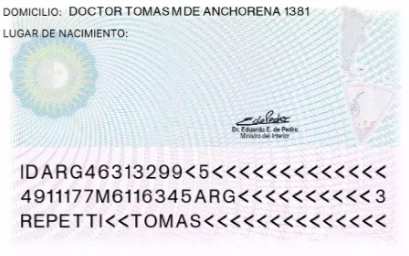 DOMICILIO: DOCTOR TOMAS M DE ANCHORENA 1381
LUGAR DE NACIMIENTO:
Dr. Eduardo E. de Pedro
Ministro del Interior
IDARG46313299<5<<<<<<<<<<<<<<
4911177M6116345ARG<<<<<<<<<<<3
REPETTI<<TOMAS<<<<<<<<<<<<<<<